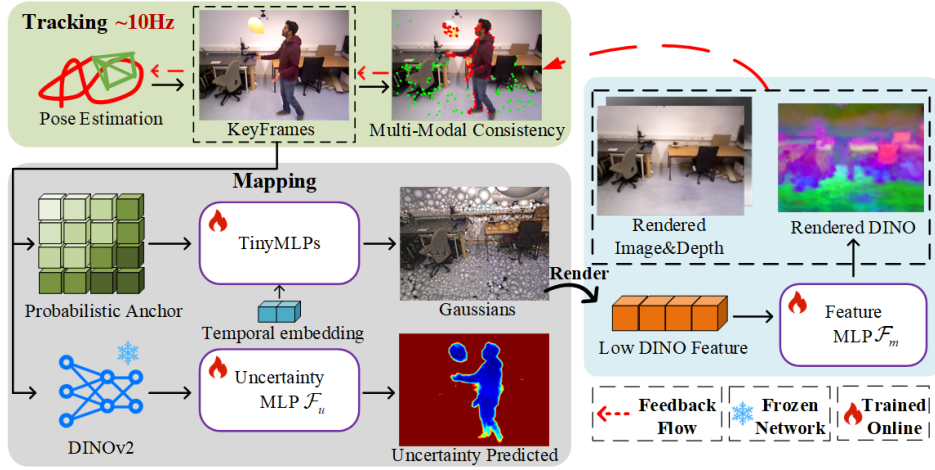 Tracking ~10Hz
Pose Estimation
KeyFrames
Multi-Modal Consistency
Mapping
TinyMLPs
Probabilistic Anchor
Temporal embedding
Gaussians
Uncertainty
MLP 𝓕ᵤ
DINOv2
Uncertainty Predicted
Render
Rendered
Image&Depth
Rendered DINO
Low DINO Feature
Feature
MLP 𝓕ₘ
Feedback
Flow
Frozen
Network
Trained
Online